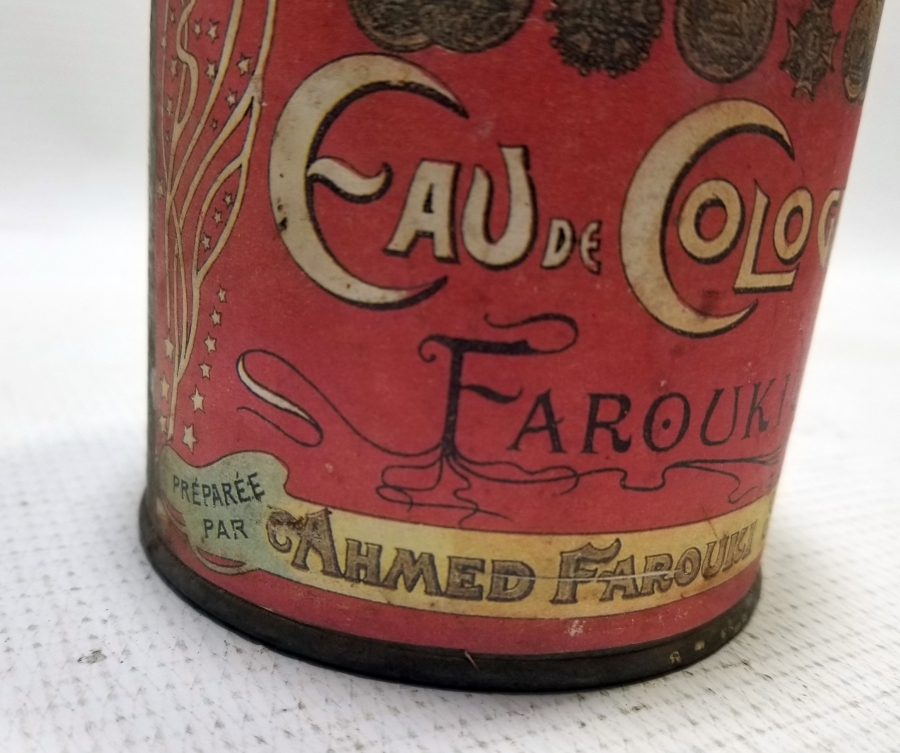 EAU DE COLOG
FAROUKI
PRÉPARÉE
PAR
AHMED FAROUKI